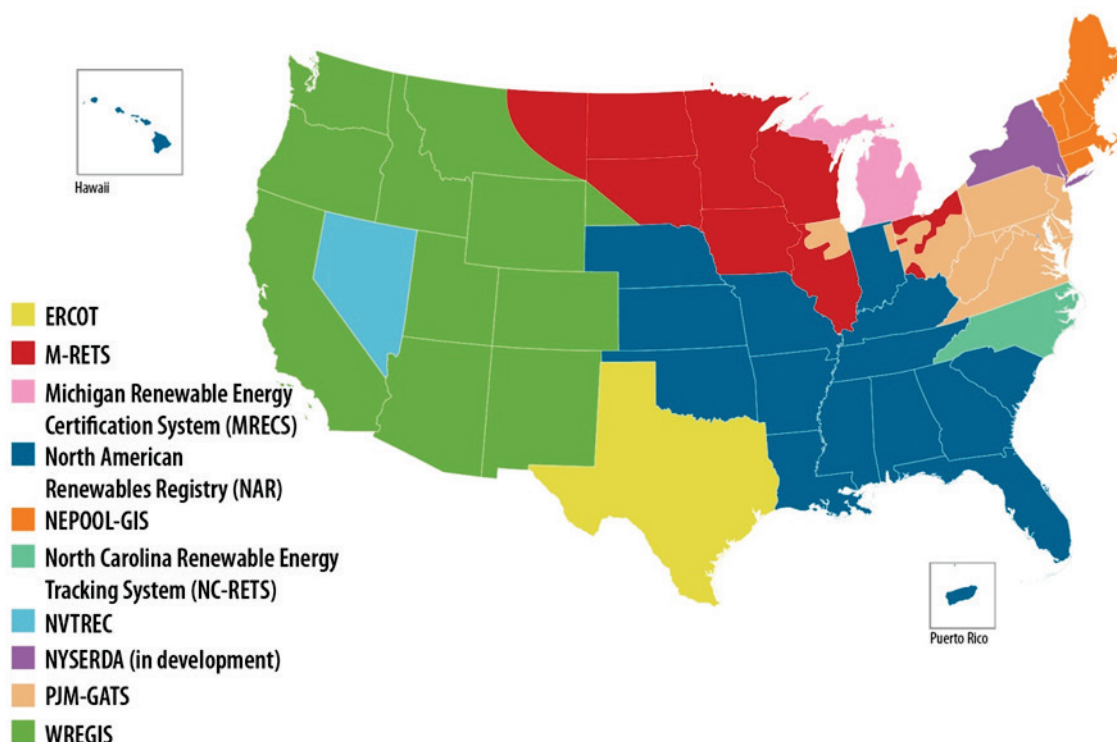 Hawaii
ERCOT
M-RETS
Michigan Renewable Energy
Certification System (MRECS)
North American
Renewables Registry (NAR)
NEPOOL-GIS
North Carolina Renewable Energy
Tracking System (NC-RETS)
NVTREC
NYSERDA (in development)
PJM-GATS
WREGIS
Puerto Rico